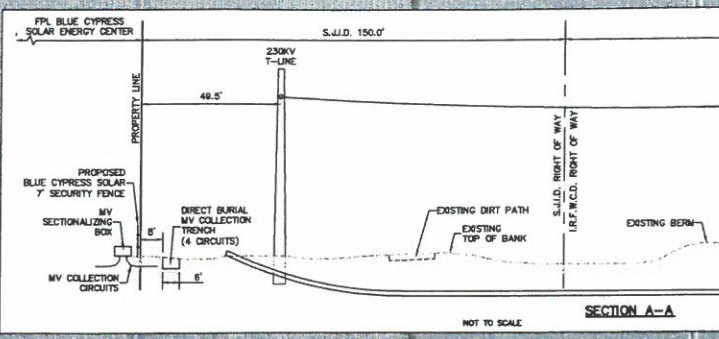 FPL BLUE CYPRESS
SOLAR ENERGY CENTER
S.J.I.D. 150.0'
230KV
T-LINE
PROPERTY LINE
49.5'
PROPOSED
BLUE CYPRESS SOLAR
7' SECURITY FENCE
MV
SECTIONALIZING
BOX
8'
DIRECT BURIAL
MV COLLECTION
TRENCH
(4 CIRCUITS)
MV COLLECTION
CIRCUITS
6'
EXISTING DIRT PATH
EXISTING
TOP OF BANK
S.J.I.D. RIGHT OF WAY
I.R.F.W.C.D. RIGHT OF WAY
EXISTING BERM
SECTION A-A
NOT TO SCALE